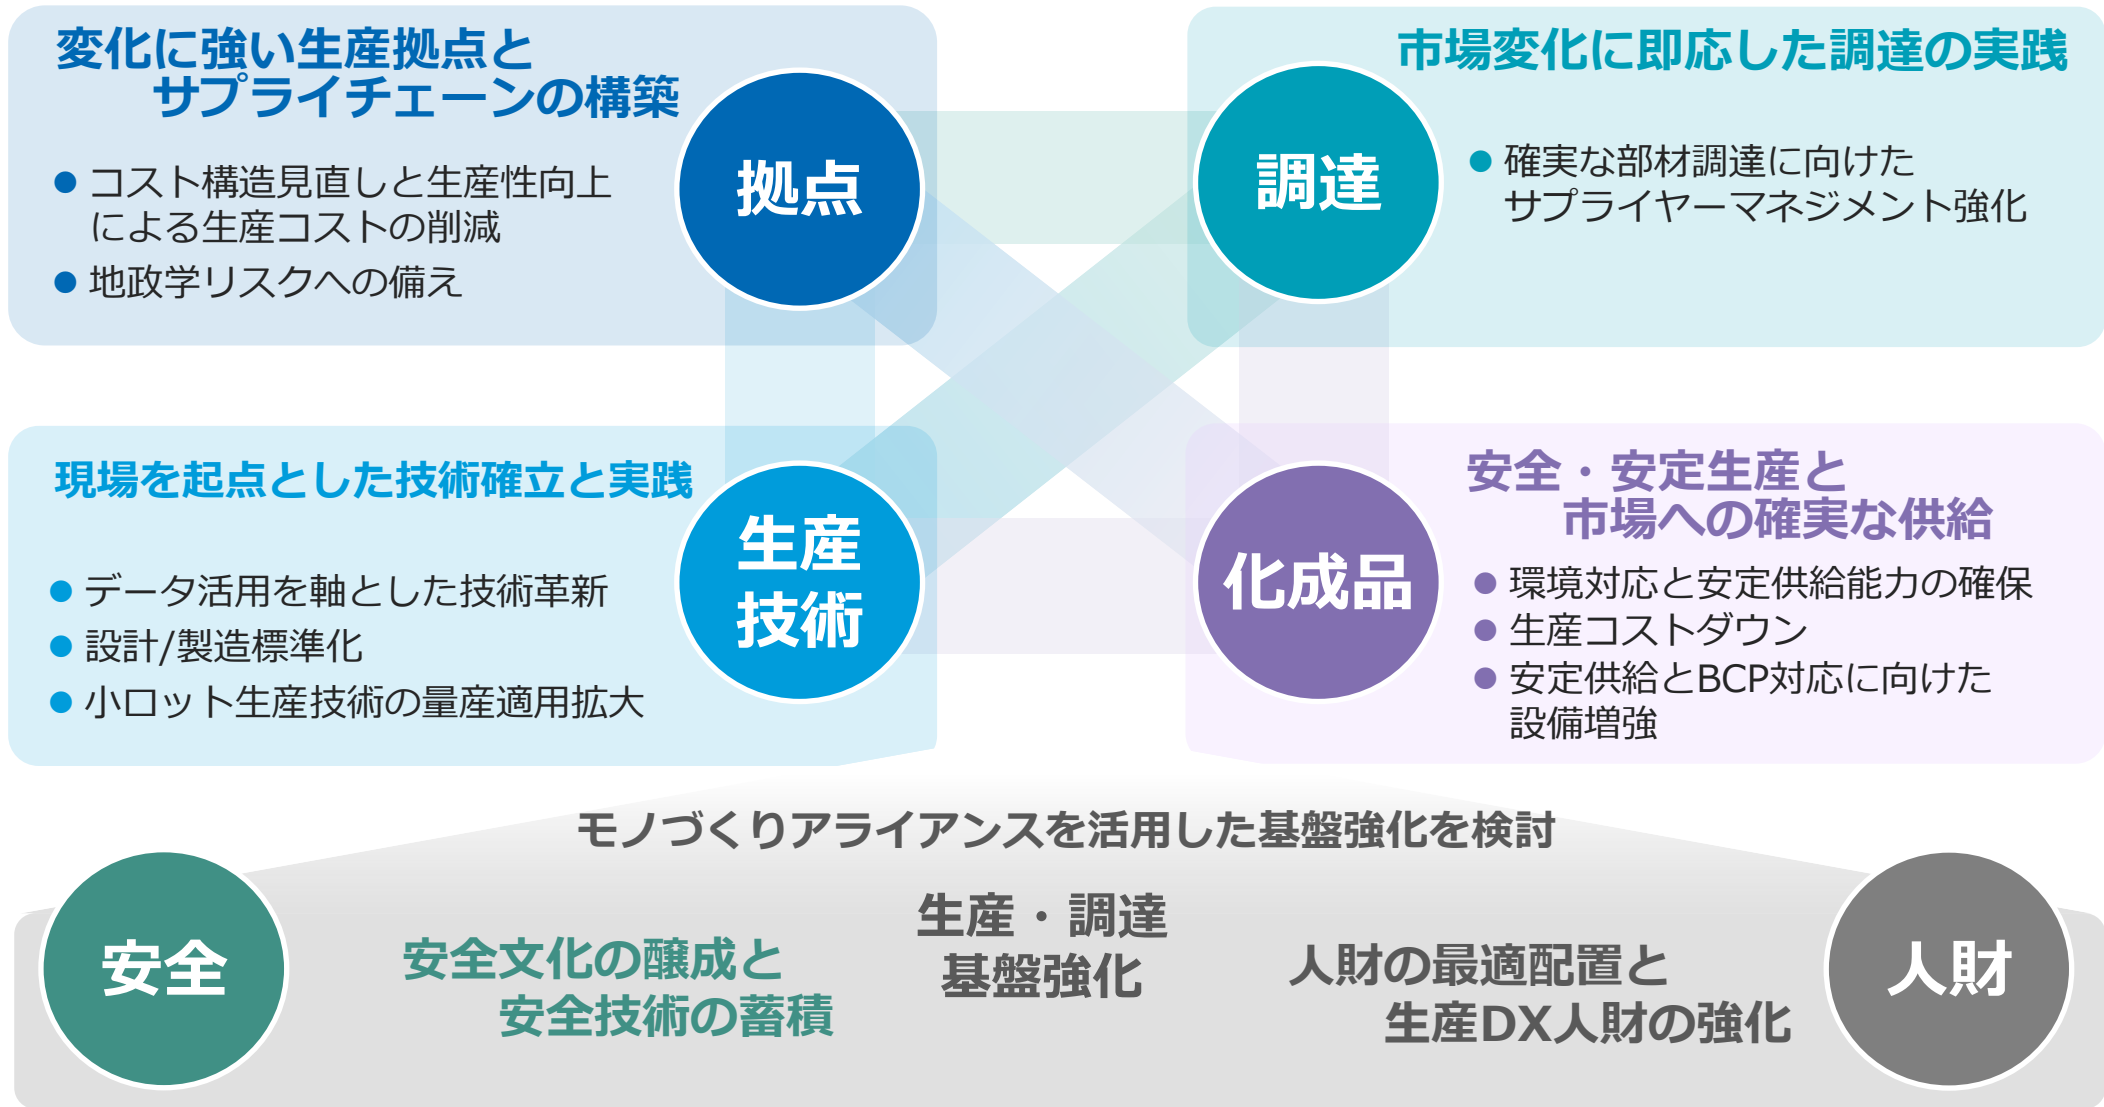 変化に強い生産拠点と
サプライチェーンの構築
拠点
● コスト構造見直しと生産性向上
による生産コストの削減
● 地政学リスクへの備え
市場変化に即応した調達の実践
調達
● 確実な部材調達に向けた
サプライヤーマネジメント強化
現場を起点とした技術確立と実践
生産
技術
● データ活用を軸とした技術革新
● 設計/製造標準化
● 小ロット生産技術の量産適用拡大
安全・安定生産と
市場への確実な供給
化成品
● 環境対応と安定供給能力の確保
● 生産コストダウン
● 安定供給とBCP対応に向けた
設備増強
モノづくりアライアンスを活用した基盤強化を検討
生産・調達
基盤強化
安全
安全文化の醸成と
安全技術の蓄積
人財の最適配置と
生産DX人財の強化
人財